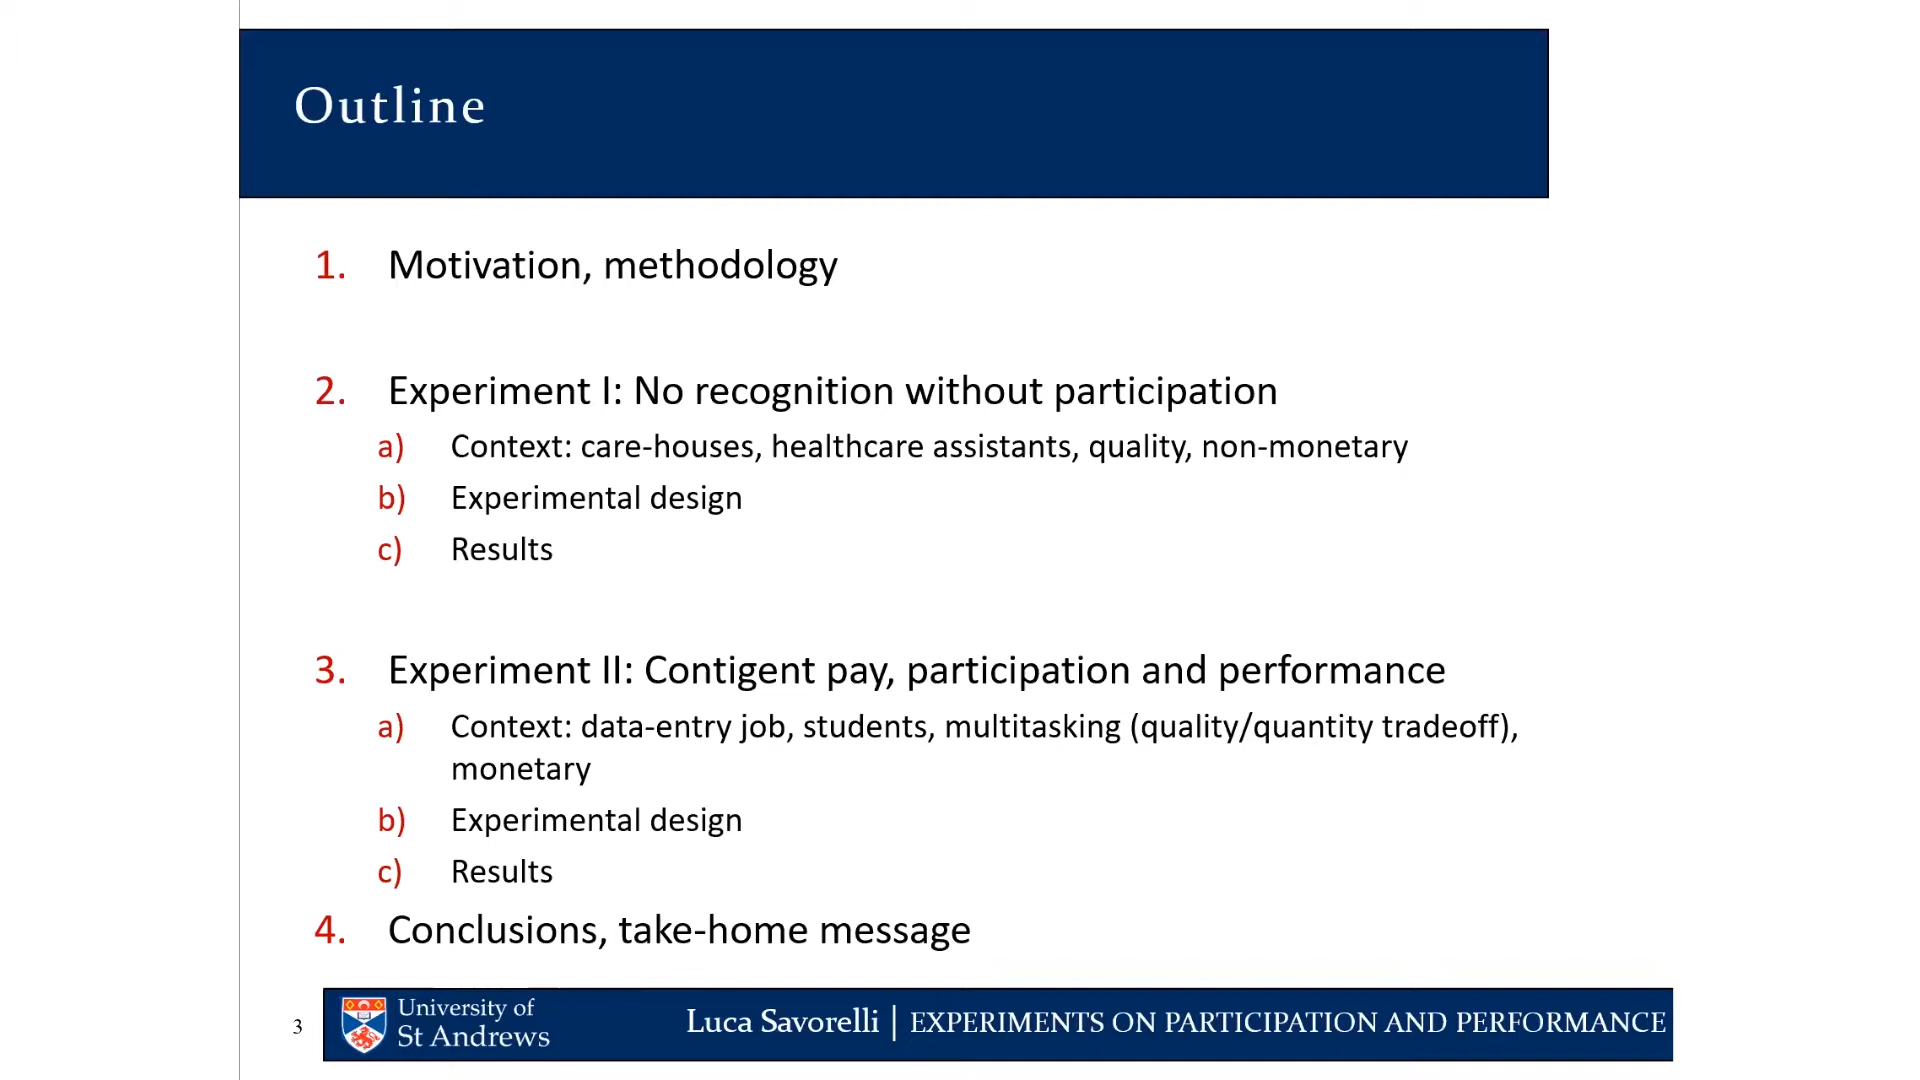 Outline
1. Motivation, methodology
2. Experiment I: No recognition without participation
a) Context: care-houses, healthcare assistants, quality, non-monetary
b) Experimental design
c) Results
3. Experiment II: Contigent pay, participation and performance
a) Context: data-entry job, students, multitasking (quality/quantity tradeoff),
monetary
b) Experimental design
c) Results
4. Conclusions, take-home message
3
University of
St Andrews
Luca Savorelli | EXPERIMENTS ON PARTICIPATION AND PERFORMANCE